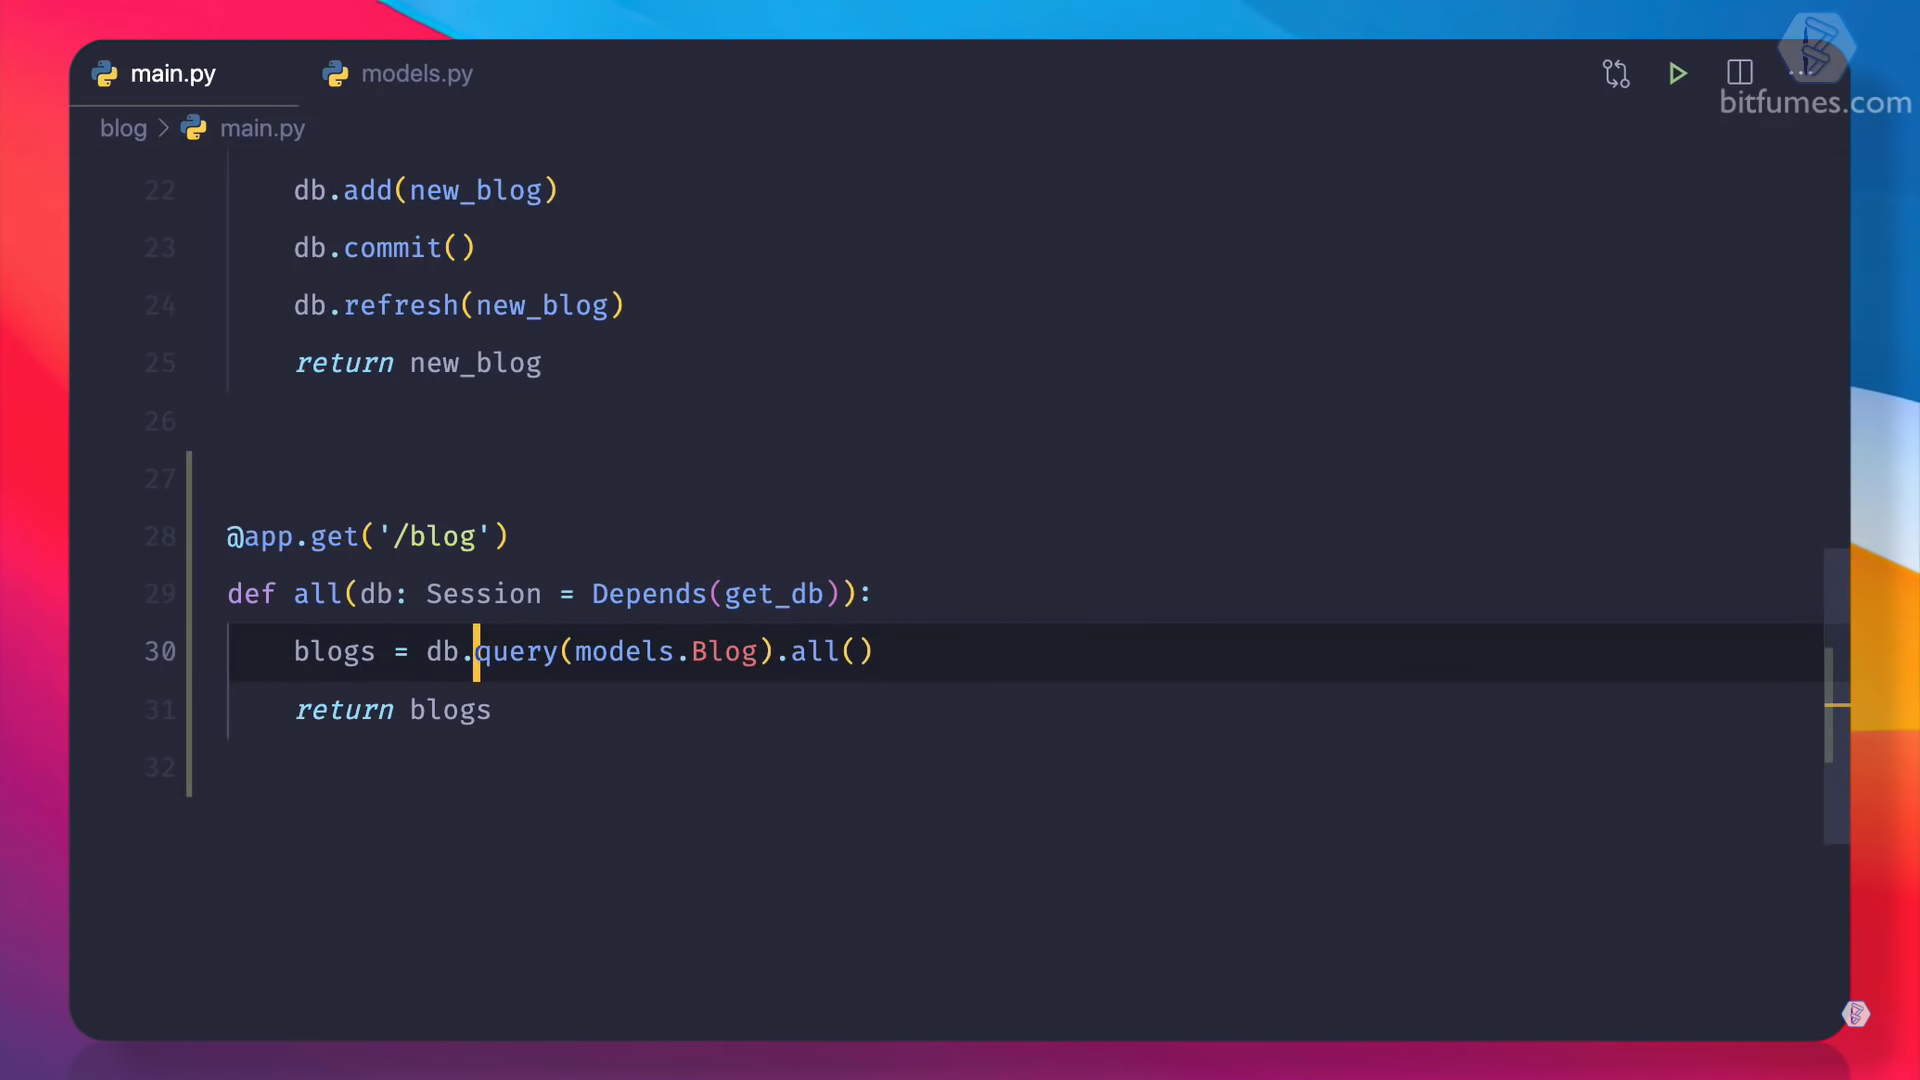 main.py
models.py
bitfumes.com
blog > main.py
22 db.add(new_blog)
23 db.commit()
24 db.refresh(new_blog)
25 return new_blog
26
27
28 @app.get('/blog')
29 def all(db: Session = Depends(get_db)):
30 blogs = db.query(models.Blog).all()
31 return blogs
32